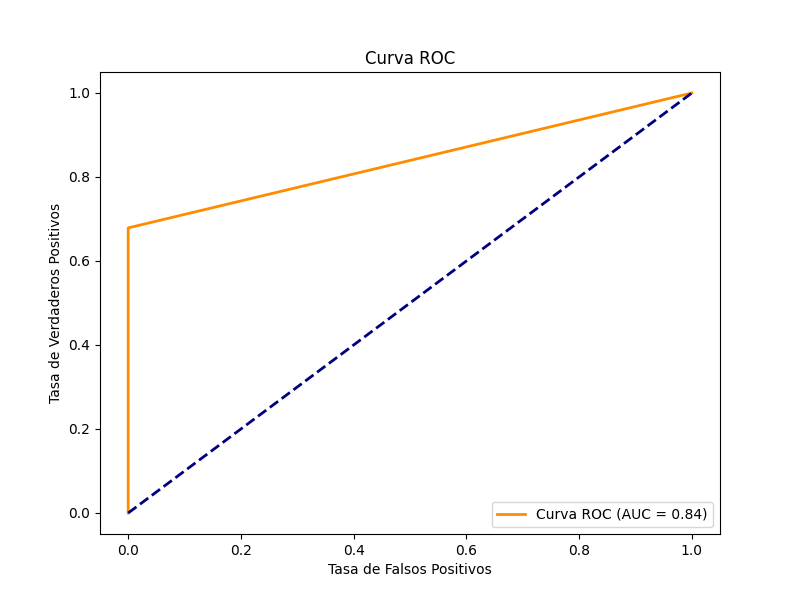 Curva ROC
1.0
0.8
0.6
0.4
0.2
0.0
Tasa de Verdaderos Positivos
Curva ROC (AUC = 0.84)
0.0 0.2 0.4 0.6 0.8 1.0
Tasa de Falsos Positivos